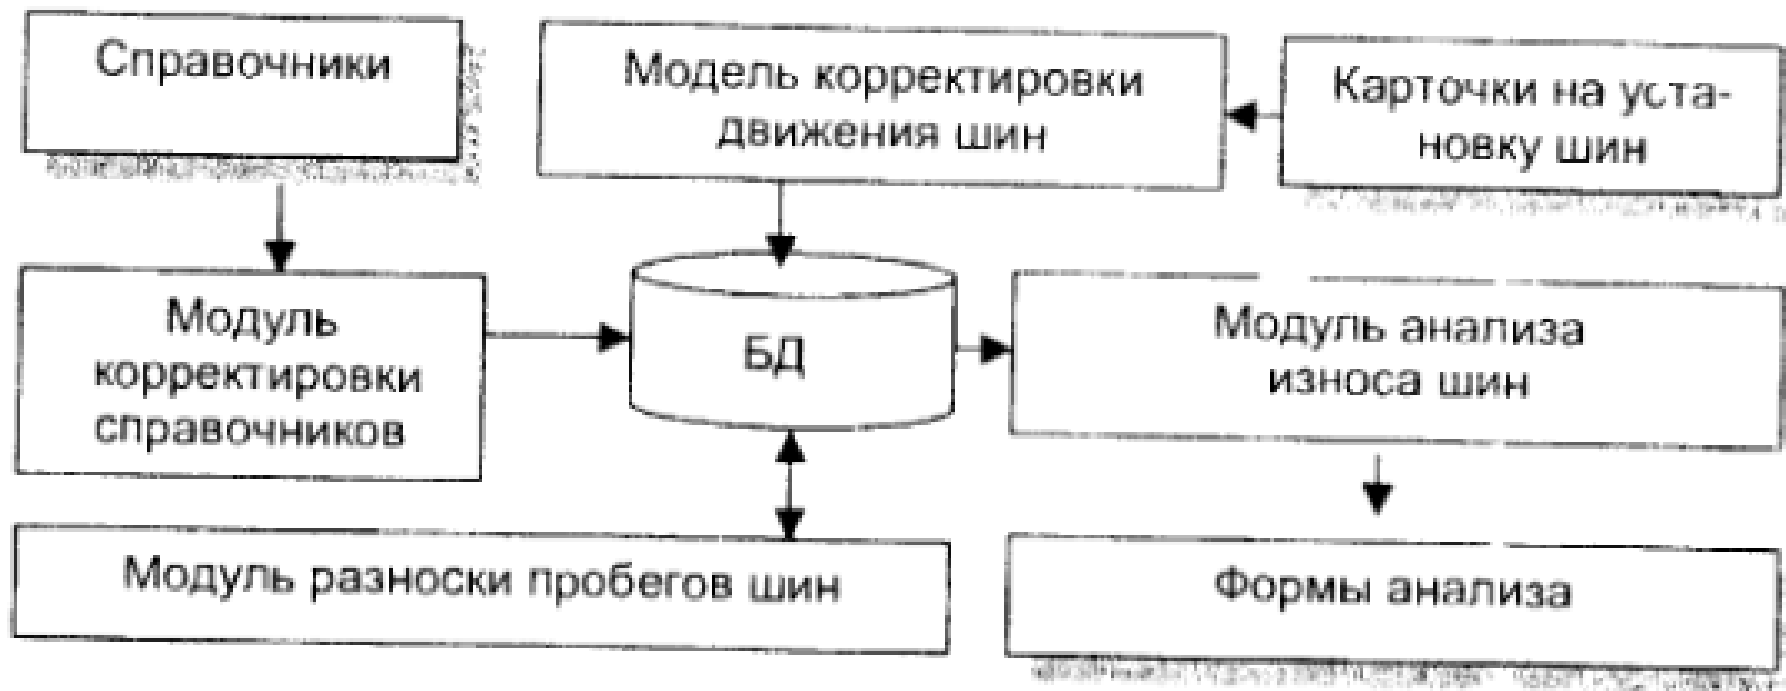 Справочники
Модель корректировки
движения шин
Карточки на уста-
новку шин
Модуль
корректировки
справочников
БД
Модуль анализа
износа шин
Модуль разноски пробегов шин
Формы анализа